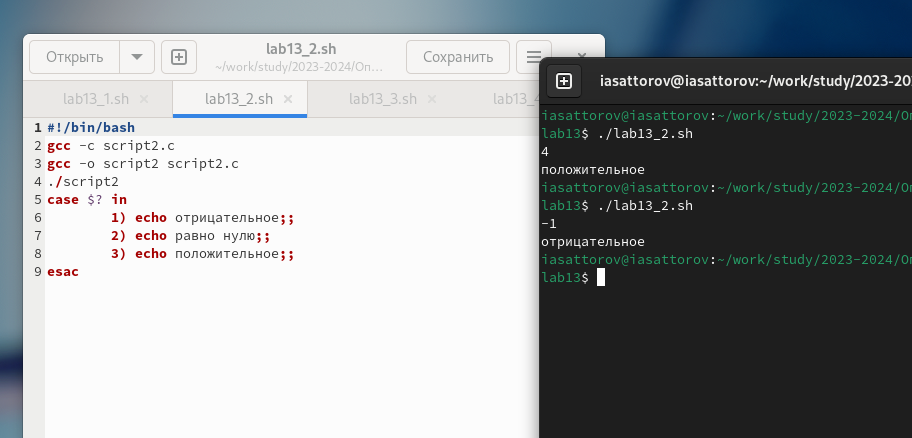 Открыть
lab13_2.sh
~/work/study/2023-2024/On…
Сохранить
lab13_1.sh
lab13_2.sh
lab13_3.sh
1 #!/bin/bash
2 gcc -c script2.c
3 gcc -o script2 script2.c
4 ./script2
5 case $? in
6 1) echo отрицательное;;
7 2) echo равно нулю;;
8 3) echo положительное;;
9 esac
iasattorov@iasattorov:~/work/study/2023-20
iasattorov@iasattorov:~/work/study/2023-2024/
lab13$ ./lab13_2.sh
4
положительное
iasattorov@iasattorov:~/work/study/2023-2024/
lab13$ ./lab13_2.sh
-1
отрицательное
iasattorov@iasattorov:~/work/study/2023-2024/
lab13$